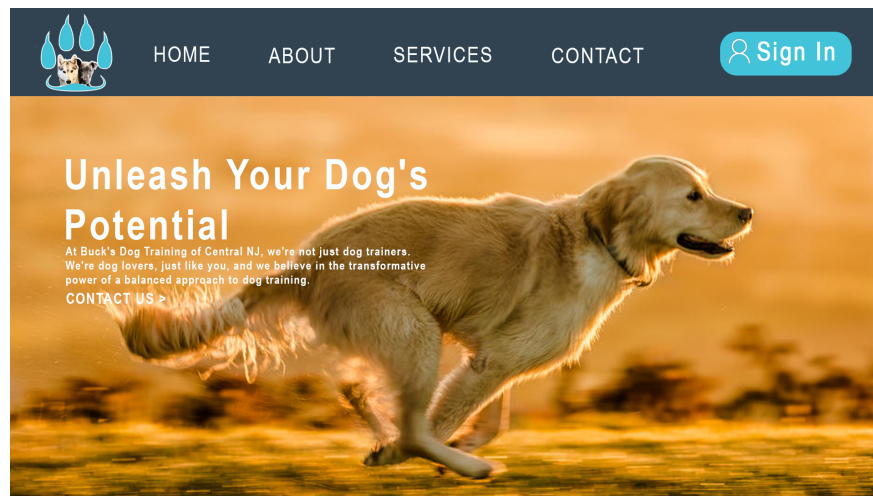 HOME
ABOUT
SERVICES
CONTACT
Sign In
Unleash Your Dog's
Potential
At Buck's Dog Training of Central NJ, we're not just dog trainers.
We're dog lovers, just like you, and we believe in the transformative
power of a balanced approach to dog training.
CONTACT US >